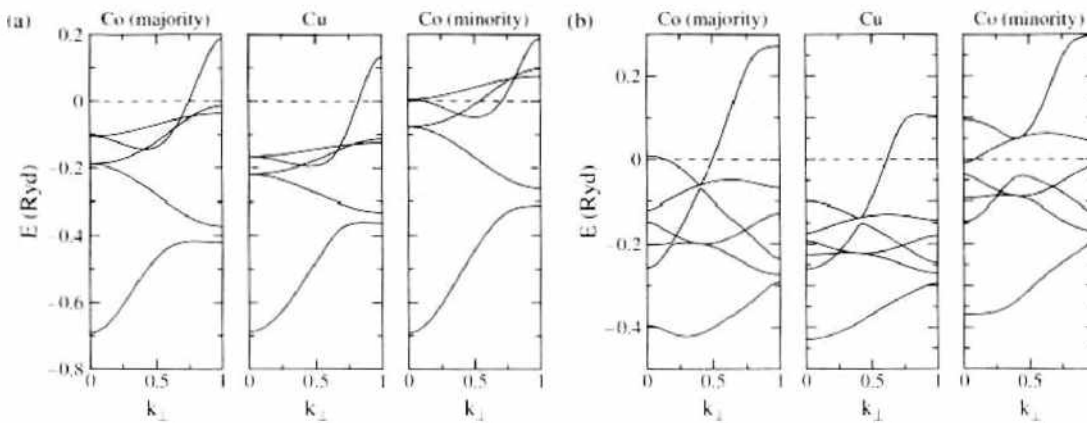 (a)
Co (majority)
Cu
Co (minority)
0.2
0
−0.2
−0.4
−0.6
−0.8
E (Ryd)
0 0.5 1
0 0.5 1
0 0.5 1
k⊥
k⊥
k⊥
(b)
Co (majority)
Cu
Co (minority)
0.2
0
−0.2
−0.4
E (Ryd)
0 0.5 1
0 0.5 1
0 0.5 1
k⊥
k⊥
k⊥